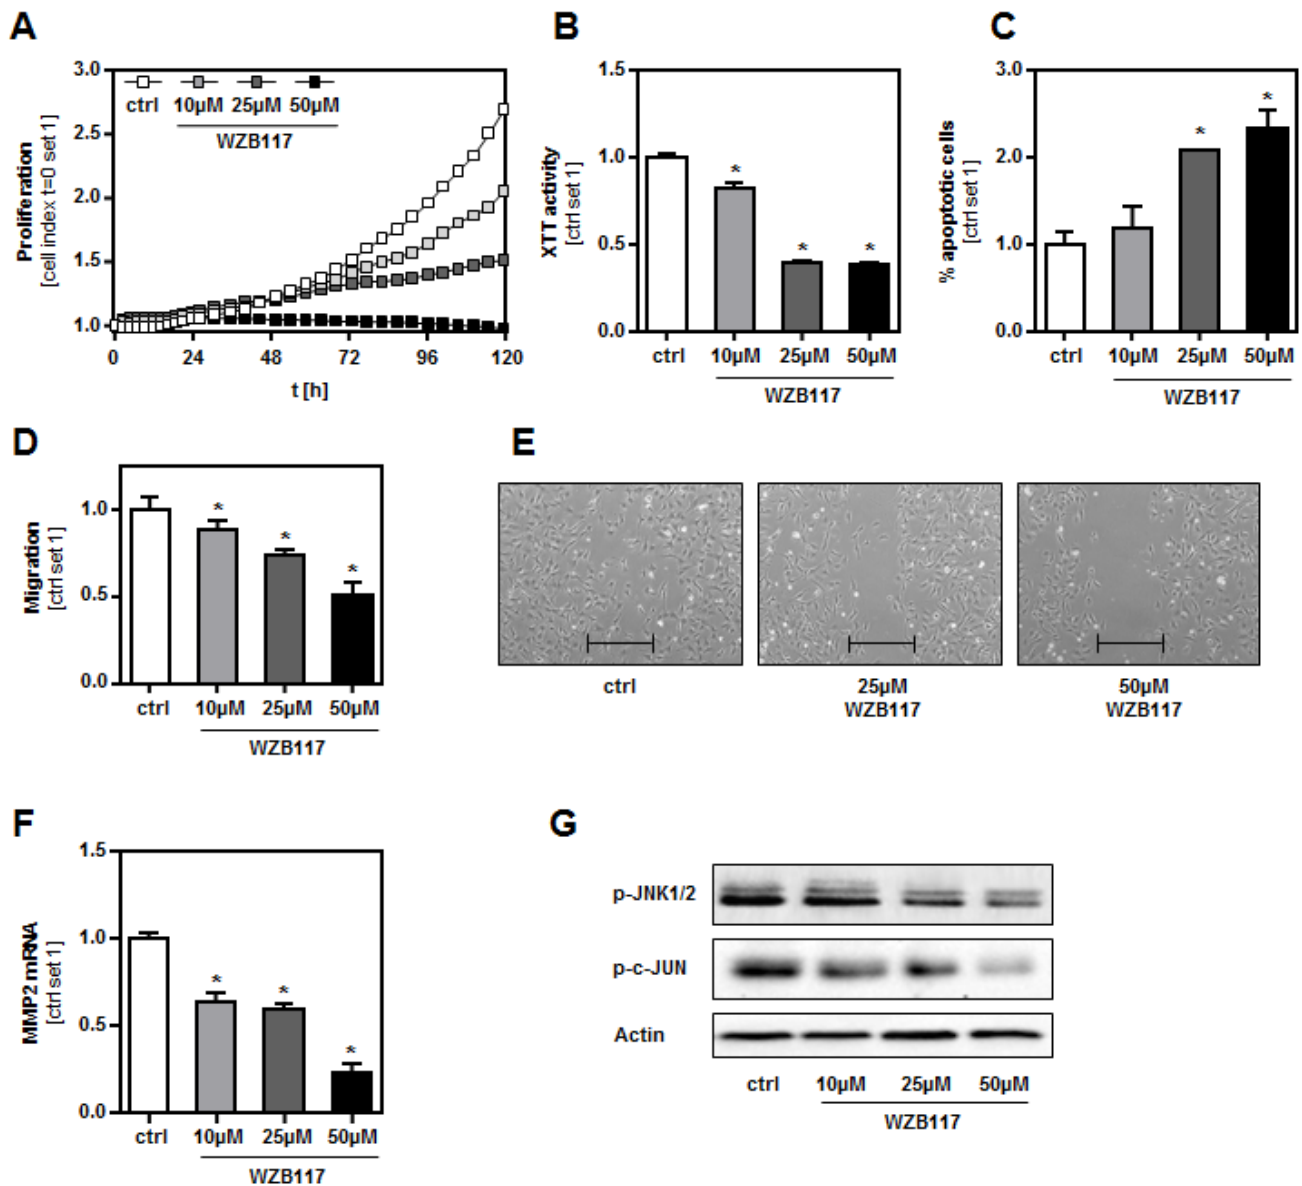 A
Proliferation
[cell index t=0 set 1]
3.0
2.5
2.0
1.5
1.0
ctrl 10µM 25µM 50µM
WZB117
0 24 48 72 96 120
t [h]
B
XTT activity
[ctrl set 1]
1.5
1.0
0.5
0.0
* * *
ctrl 10µM 25µM 50µM
WZB117
C
% apoptotic cells
[ctrl set 1]
3.0
2.0
1.0
0.0
* *
ctrl 10µM 25µM 50µM
WZB117
D
Migration
[ctrl set 1]
1.0
0.5
0.0
* * *
ctrl 10µM 25µM 50µM
WZB117
E
ctrl
25µM
WZB117
50µM
WZB117
F
MMP2 mRNA
[ctrl set 1]
1.5
1.0
0.5
0.0
* * *
ctrl 10µM 25µM 50µM
WZB117
G
p-JNK1/2
p-c-JUN
Actin
ctrl 10µM 25µM 50µM
WZB117